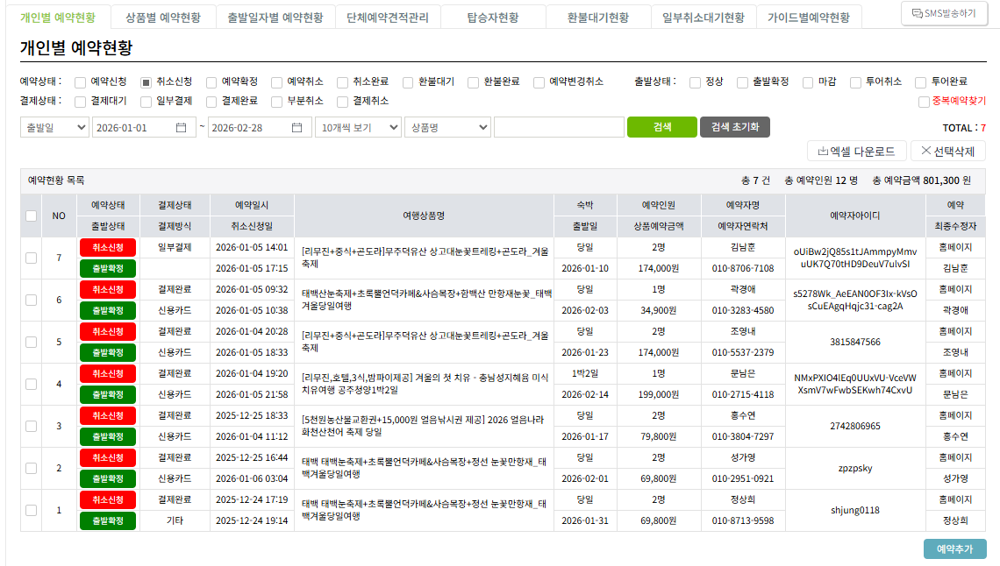 개인별 예약현황 상품별 예약현황 출발일자별 예약현황 단체예약견적관리 탑승자현황 환불대기현황 일부취소대기현황 가이드별예약현황 SMS발송하기
개인별 예약현황
예약상태 : 예약신청 취소신청 예약확정 예약취소 취소완료 환불대기 환불완료 예약변경취소 출발상태 : 정상 출발확정 마감 투어취소 투어완료
결제상태 : 결제대기 일부결제 결제완료 부분취소 결제취소 중복예약찾기
출발일 2026-01-01 ~ 2026-02-28 10개씩 보기 상품명 검색 검색 초기화 TOTAL : 7
엑셀 다운로드 선택삭제
예약현황 목록 총 7 건 총 예약인원 12 명 총 예약금액 801,300 원
NO 예약상태 결제상태 예약일시 여행상품명 숙박 예약인원 예약자명 예약자아이디 예약
출발상태 결제방식 취소신청일 출발일 상품예약금액 예약자연락처 최종수정자
7 취소신청 일부결제 2026-01-05 14:01 [리무진+중식+곤도라]무주덕유산 상고대눈꽃트레킹+곤도라_겨울 당일 2명 김남훈 oUiBw2jQ85s1tJAmmpyMmv 홈페이지
출발확정 2026-01-05 17:15 축제 2026-01-10 174,000원 010-8706-7108 uUK7Q70tHD9DeuV7uIvSI 김남훈
6 취소신청 결제완료 2026-01-05 09:32 태백산눈축제+초록뿔언덕카페&사슴목장+함백산 만항재눈꽃_태백 당일 1명 곽경애 s5278Wk_AeEAN0OF3Ix-kVsO 홈페이지
출발확정 신용카드 2026-01-05 10:38 겨울당일여행 2026-02-03 34,900원 010-3283-4580 sCuEAgqHqjc31-cag2A 곽경애
5 취소신청 결제완료 2026-01-04 20:28 [리무진+중식+곤도라]무주덕유산 상고대눈꽃트레킹+곤도라_겨울 당일 2명 조영내 3815847566 홈페이지
출발확정 신용카드 2026-01-05 18:33 축제 2026-01-23 174,000원 010-5537-2379 조영내
4 취소신청 결제완료 2026-01-04 19:20 [리무진,호텔,3식,밤파이제공] 겨울의 첫 치유 - 충남성지혜윰 미식 1박2일 1명 문남은 NMxPXIO4lEq0UUxVU-VceVW 홈페이지
출발확정 신용카드 2026-01-05 21:58 치유여행 공주청양1박2일 2026-02-14 199,000원 010-2715-4118 XsmV7wFwbSEKwh74CxvU 문남은
3 취소신청 결제완료 2025-12-25 18:33 [5천원농산물교환권+15,000원 얼음낚시권 제공] 2026 얼음나라 당일 2명 홍수연 2742806965 홈페이지
출발확정 신용카드 2026-01-04 11:12 화천산천어 축제 당일 2026-01-17 79,800원 010-3804-7297 홍수연
2 취소신청 결제완료 2025-12-25 16:44 태백 태백눈축제+초록뿔언덕카페&사슴목장+정선 눈꽃만항재_태 당일 2명 성가영 zpzpsky 홈페이지
출발확정 신용카드 2026-01-06 03:04 백겨울당일여행 2026-02-01 69,800원 010-2951-0921 성가영
1 취소신청 결제완료 2025-12-24 17:19 태백 태백눈축제+초록뿔언덕카페&사슴목장+정선 눈꽃만항재_태 당일 2명 정상희 shjung0118 홈페이지
출발확정 기타 2025-12-24 19:14 백겨울당일여행 2026-01-31 69,800원 010-8713-9598 정상희
예약추가